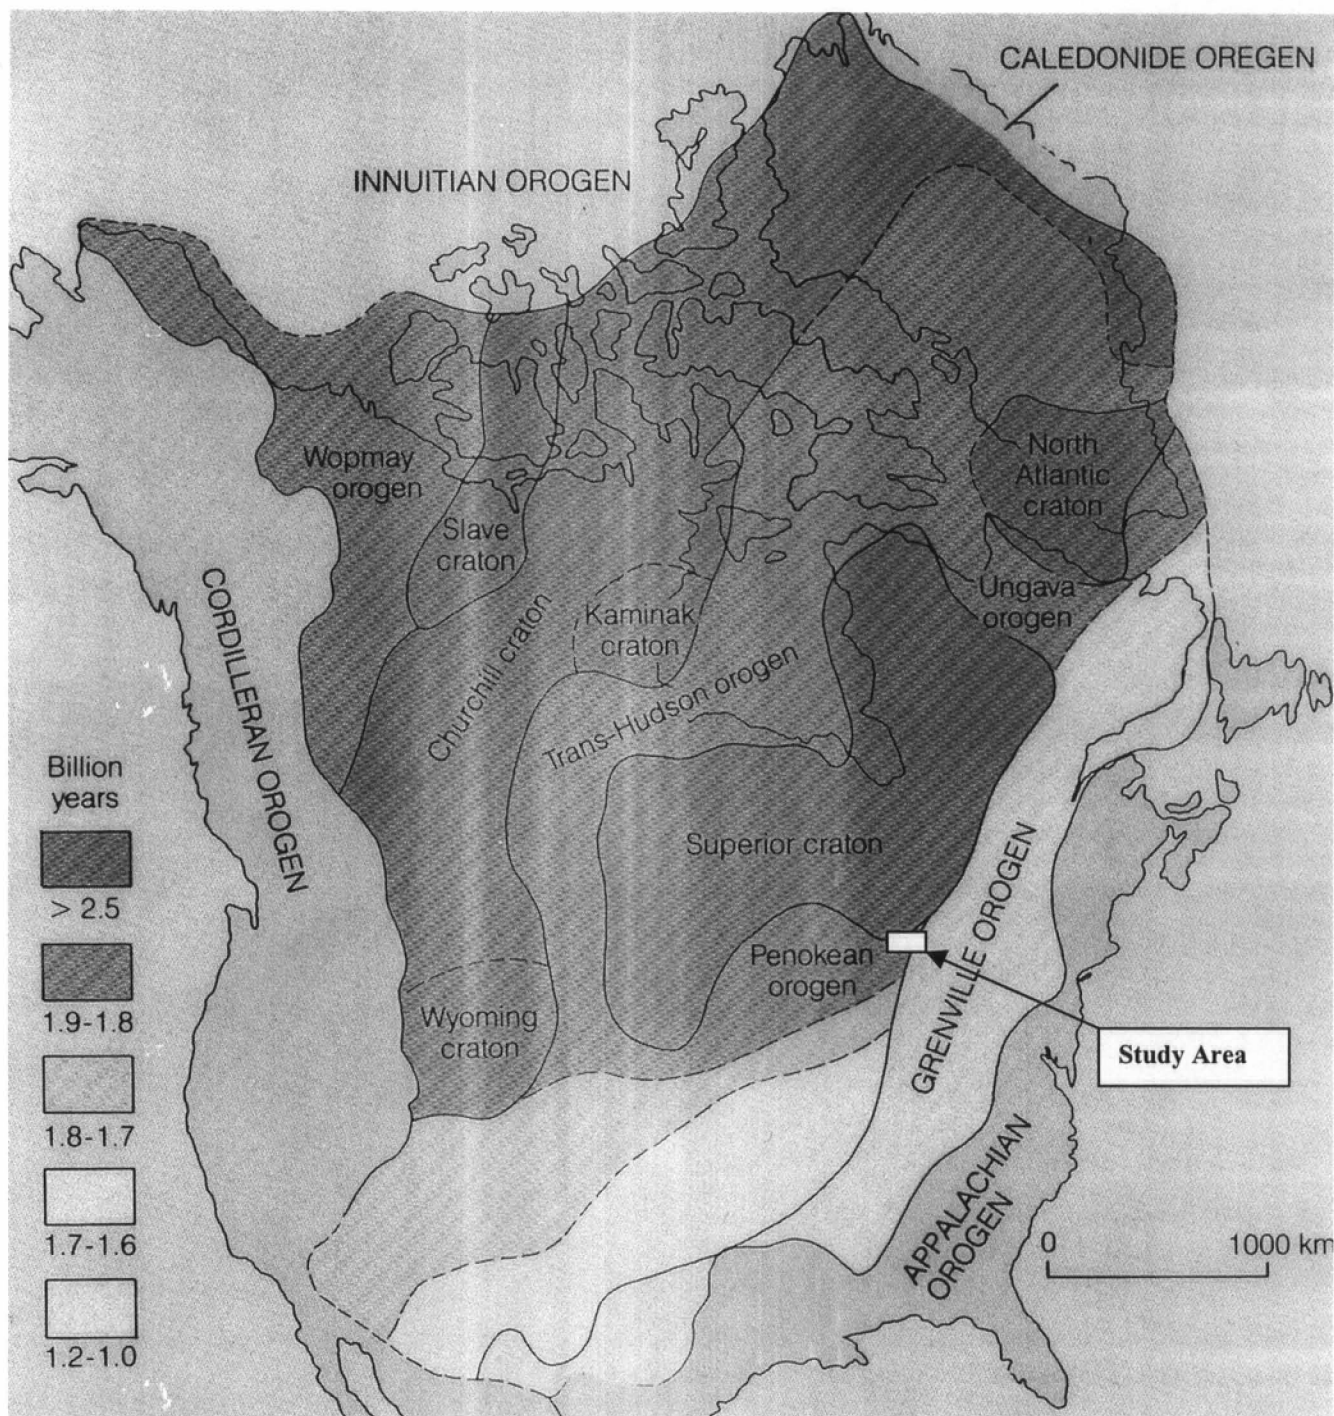 CALEDONIDE OREGEN
INNUITIAN OROGEN
Wopmay
orogen
Slave
craton
North
Atlantic
craton
Ungava
orogen
Kaminak
craton
Churchill craton
Trans-Hudson orogen
CORDILLERAN OROGEN
Superior craton
Penokean
orogen
Wyoming
craton
GRENVILLE OROGEN
Study Area
APPALACHIAN
OROGEN
0 1000 km
Billion
years
> 2.5
1.9-1.8
1.8-1.7
1.7-1.6
1.2-1.0